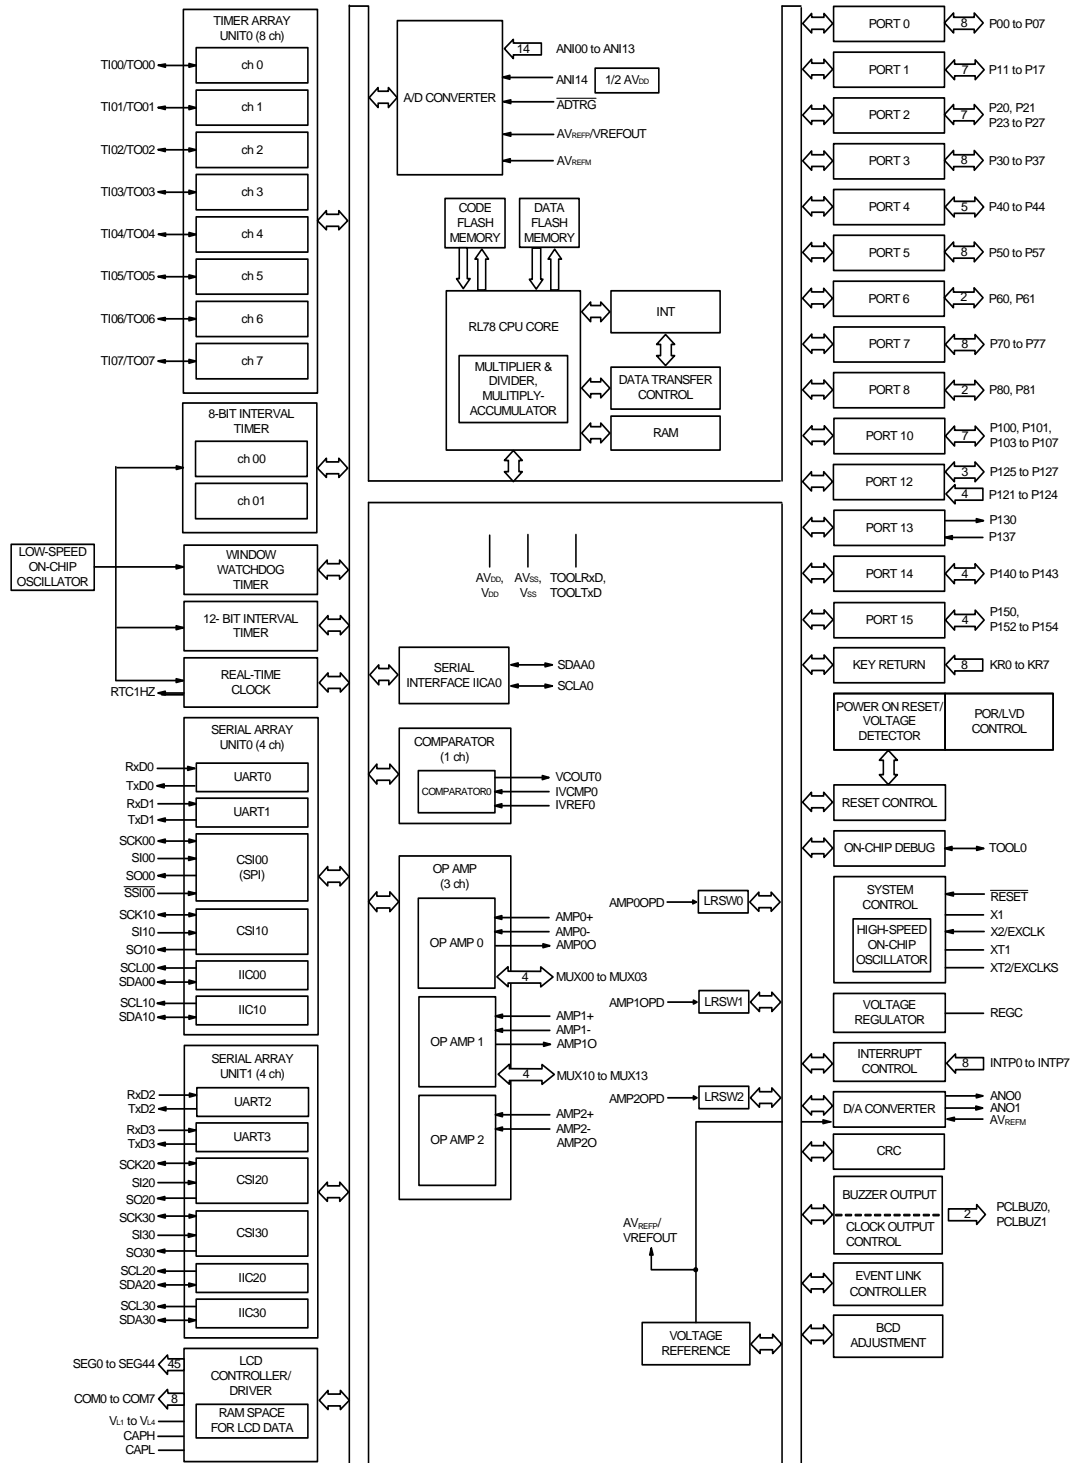 TIMER ARRAY
UNIT0 (8 ch)
TI00/TO00
ch 0
TI01/TO01
ch 1
TI02/TO02
ch 2
TI03/TO03
ch 3
TI04/TO04
ch 4
TI05/TO05
ch 5
TI06/TO06
ch 6
TI07/TO07
ch 7
8-BIT INTERVAL
TIMER
ch 00
ch 01
LOW-SPEED
ON-CHIP
OSCILLATOR
WINDOW
WATCHDOG
TIMER
12- BIT INTERVAL
TIMER
REAL-TIME
CLOCK
RTC1HZ
SERIAL ARRAY
UNIT0 (4 ch)
RxD0
TxD0
UART0
RxD1
TxD1
UART1
SCK00
SI00
SO00
SSI00
CSI00
(SPI)
SCK10
SI10
SO10
CSI10
SCL00
SDA00
IIC00
SCL10
SDA10
IIC10
SERIAL ARRAY
UNIT1 (4 ch)
RxD2
TxD2
UART2
RxD3
TxD3
UART3
SCK20
SI20
SO20
CSI20
SCK30
SI30
SO30
CSI30
SCL20
SDA20
IIC20
SCL30
SDA30
IIC30
SEG0 to SEG44
45
COM0 to COM7
8
VL1 to VL4
CAPH
CAPL
LCD
CONTROLLER/
DRIVER
RAM SPACE
FOR LCD DATA
A/D CONVERTER
14
ANI00 to ANI13
ANI14
1/2 AVDD
ADTRG
AVREFP/VREFOUT
AVREFM
CODE
FLASH
MEMORY
DATA
FLASH
MEMORY
RL78 CPU CORE
MULTIPLIER &
DIVIDER,
MULITIPLY-
ACCUMULATOR
INT
DATA TRANSFER
CONTROL
RAM
AVDD,
VDD
AVSS,
VSS
TOOLRxD,
TOOLTxD
SERIAL
INTERFACE IICA0
SDAA0
SCLA0
COMPARATOR
(1 ch)
COMPARATOR0
VCOUT0
IVCMP0
IVREF0
OP AMP
(3 ch)
OP AMP 0
AMP0+
AMP0-
AMP0O
4
MUX00 to MUX03
OP AMP 1
AMP1+
AMP1-
AMP1O
4
MUX10 to MUX13
OP AMP 2
AMP2+
AMP2-
AMP2O
AMP0OPD
LRSW0
AMP1OPD
LRSW1
AMP2OPD
LRSW2
AVREFP/
VREFOUT
VOLTAGE
REFERENCE
PORT 0
8
P00 to P07
PORT 1
7
P11 to P17
PORT 2
7
P20, P21
P23 to P27
PORT 3
8
P30 to P37
PORT 4
5
P40 to P44
PORT 5
8
P50 to P57
PORT 6
2
P60, P61
PORT 7
8
P70 to P77
PORT 8
2
P80, P81
PORT 10
7
P100, P101,
P103 to P107
PORT 12
3
P125 to P127
4
P121 to P124
PORT 13
P130
P137
PORT 14
4
P140 to P143
PORT 15
4
P150,
P152 to P154
KEY RETURN
8
KR0 to KR7
POWER ON RESET/
VOLTAGE
DETECTOR
POR/LVD
CONTROL
RESET CONTROL
ON-CHIP DEBUG
TOOL0
SYSTEM
CONTROL
HIGH-SPEED
ON-CHIP
OSCILLATOR
RESET
X1
X2/EXCLK
XT1
XT2/EXCLKS
VOLTAGE
REGULATOR
REGC
INTERRUPT
CONTROL
8
INTP0 to INTP7
D/A CONVERTER
ANO0
ANO1
AVREFM
CRC
BUZZER OUTPUT
CLOCK OUTPUT
CONTROL
2
PCLBUZ0,
PCLBUZ1
EVENT LINK
CONTROLLER
BCD
ADJUSTMENT